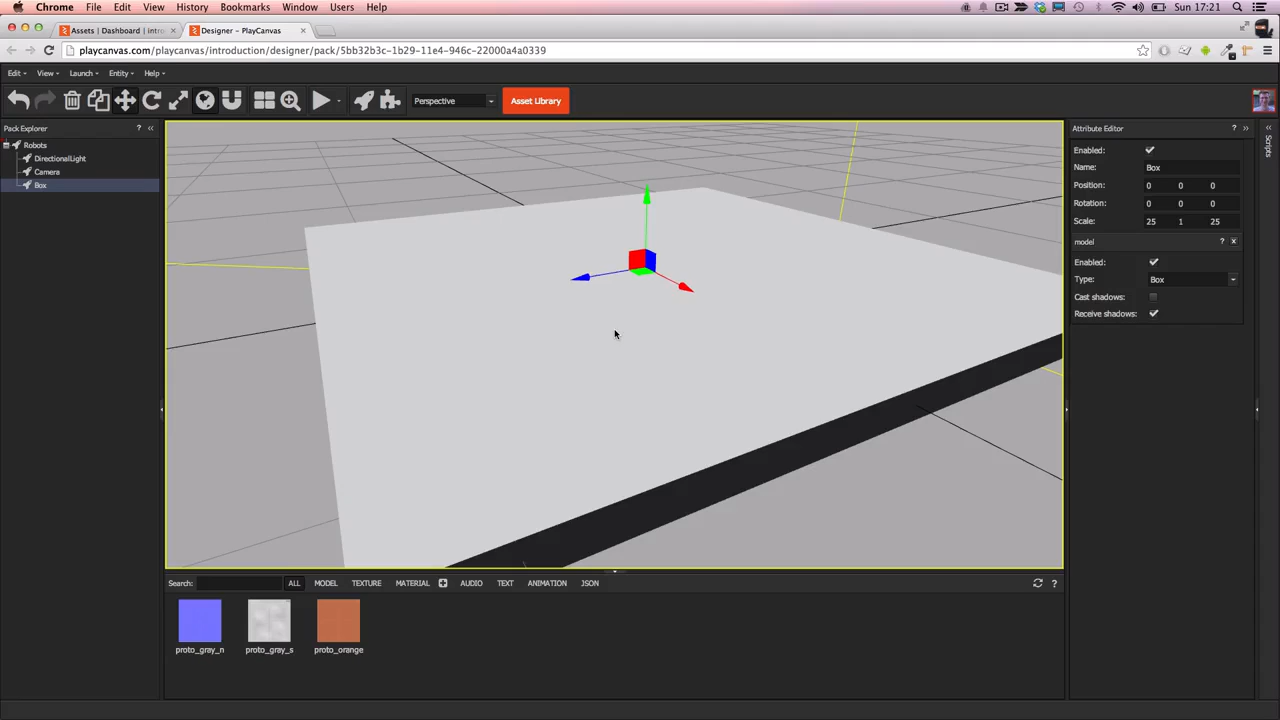 Chrome File Edit View History Bookmarks Window Users Help Sun 17:21
Assets | Dashboard | intro Designer - PlayCanvas
playcanvas.com/playcanvas/introduction/designer/pack/5bb32b3c-1b29-11e4-946c-22000a4a0339
Edit View Launch Entity Help
Perspective Asset Library
Pack Explorer ? «
Attribute Editor ? »
Robots
DirectionalLight
Camera
Box
Enabled:
Name: Box
Position: 0 0 0
Rotation: 0 0 0
Scale: 25 1 25
model ? x
Enabled:
Type: Box
Cast shadows:
Receive shadows:
Scripts
Search: ALL MODEL TEXTURE MATERIAL AUDIO TEXT ANIMATION JSON ?
proto_gray_n proto_gray_s proto_orange